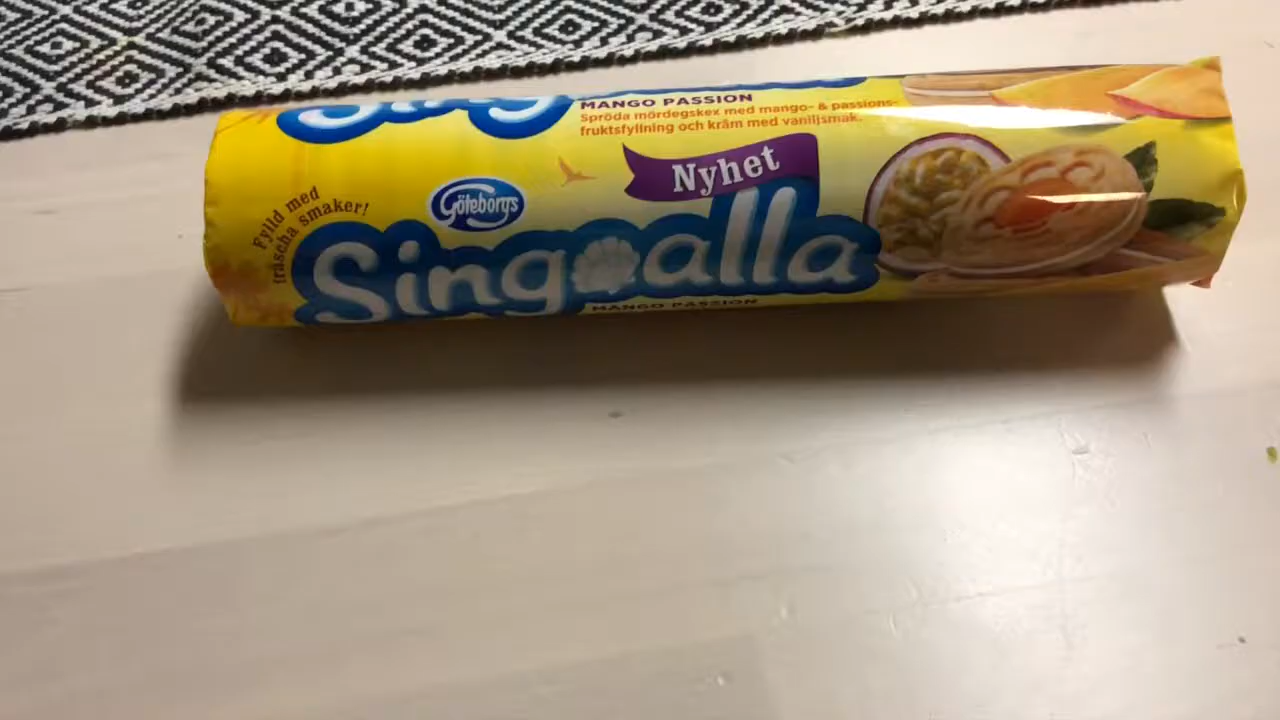 Sing
MANGO PASSION
Spröda mördegskex med mango- & passions-
fruktsfyllning och kräm med vaniljsmak.
Nyhet
Göteborgs
Fylld med
fräscha smaker!
Singoalla
MANGO PASSION